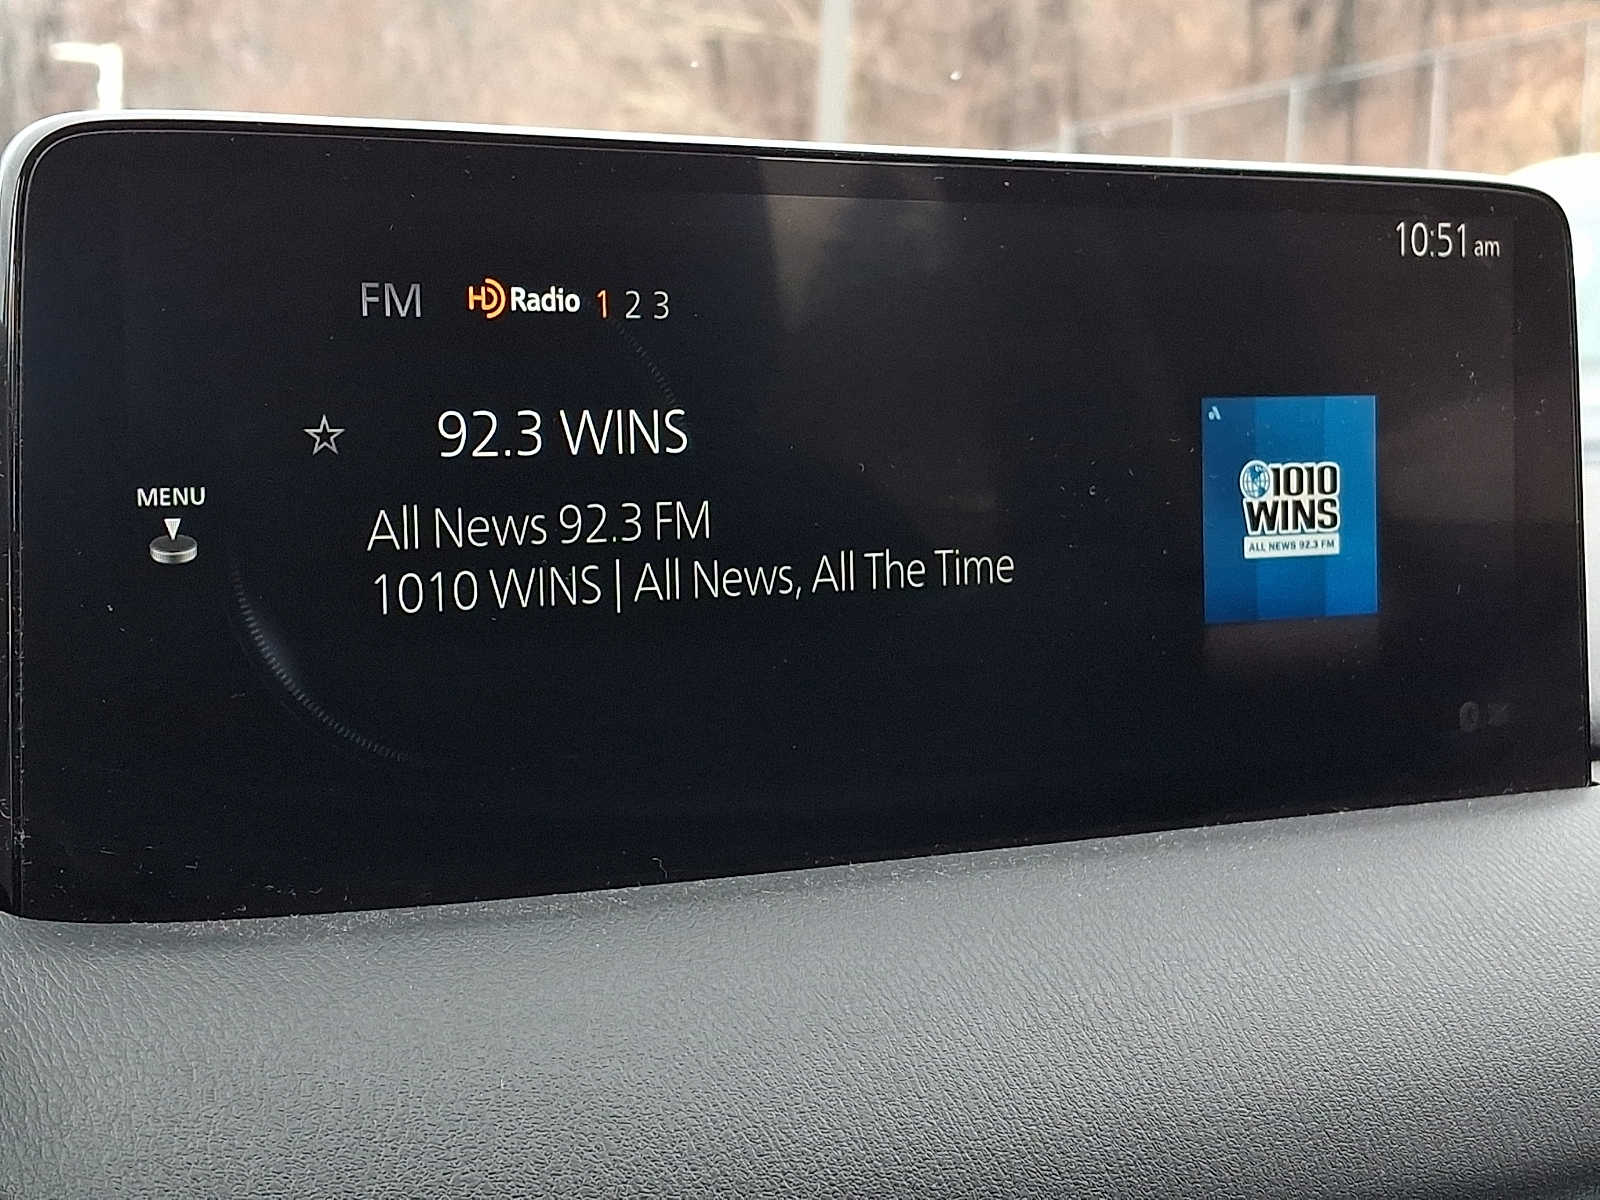 10:51 am
FM HD Radio 1 2 3
92.3 WINS
MENU
All News 92.3 FM
1010 WINS | All News, All The Time
1010
WINS
ALL NEWS 92.3 FM